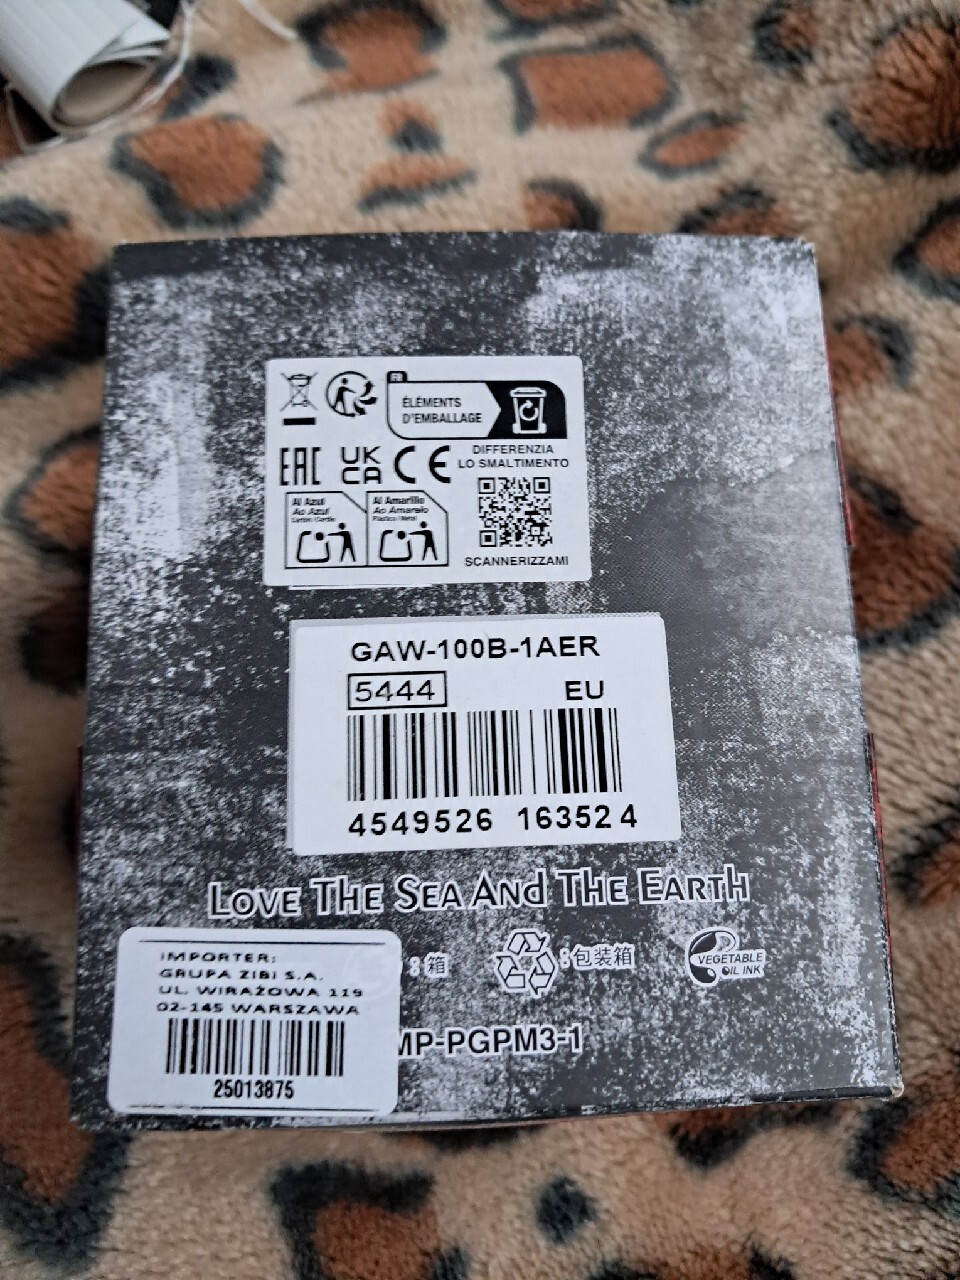 FR
ÉLÉMENTS
D'EMBALLAGE
EAC UK CA CE
DIFFERENZIA
LO SMALTIMENTO
Al Azul
Ao Azul
Al Amarillo
Ao Amarelo
SCANNERIZZAMI
GAW-100B-1AER
5444 EU
4549526 163524
LOVE THE SEA AND THE EARTH
IMPORTER:
GRUPA ZIBI S.A.
UL. WIRAŻOWA 119
02-145 WARSZAWA
25013875
:箱
:包装箱
VEGETABLE
OIL INK
MP-PGPM3-1